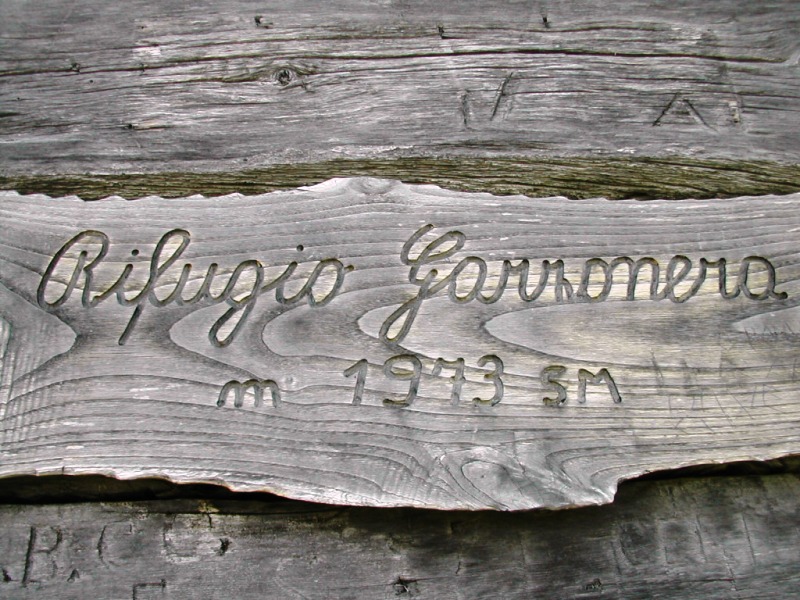 Rifugio Garzonera
m 1973 SM
B.C